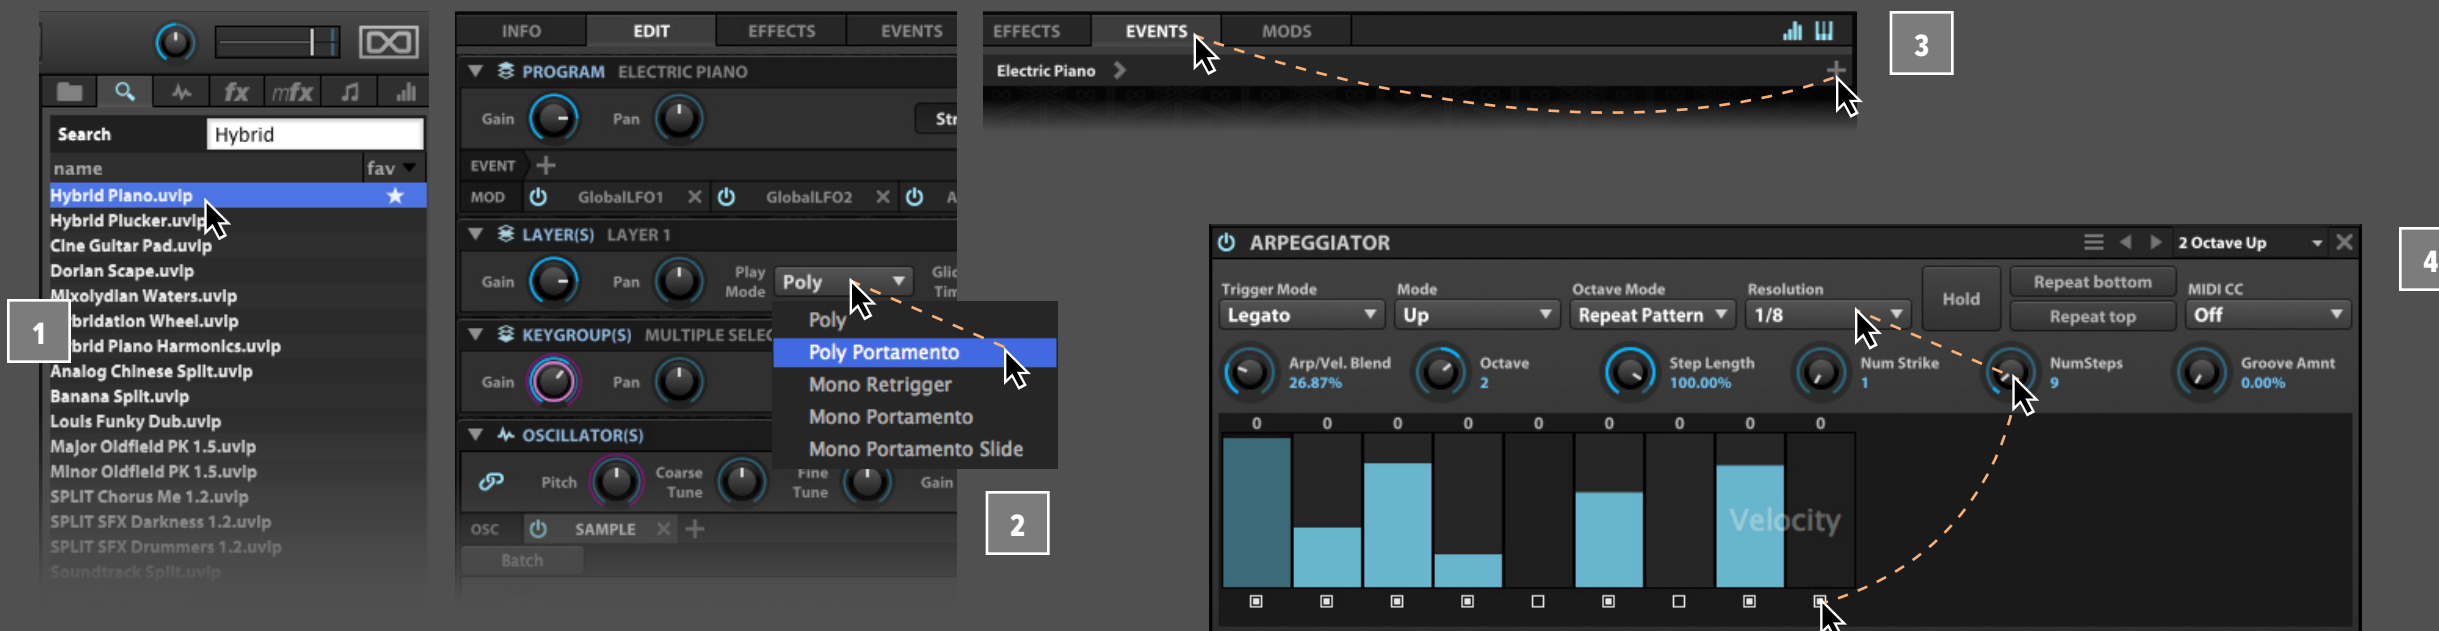 fx
mfx
Search
Hybrid
name
fav
Hybrid Piano.uvip
Hybrid Plucker.uvip
Cine Guitar Pad.uvip
Dorian Scape.uvip
Mixolydian Waters.uvip
bridation Wheel.uvip
brid Piano Harmonics.uvip
Analog Chinese Split.uvip
Banana Split.uvip
Louis Funky Dub.uvip
Major Oldfield PK 1.5.uvip
Minor Oldfield PK 1.5.uvip
SPLIT Chorus Me 1.2.uvip
SPLIT SFX Darkness 1.2.uvip
SPLIT SFX Drummers 1.2.uvip
Soundtrack Split.uvip
1
INFO EDIT EFFECTS EVENTS
PROGRAM ELECTRIC PIANO
Gain Pan Str
EVENT
MOD GlobalLFO1 GlobalLFO2 A
LAYER(S) LAYER 1
Gain Pan Play Mode Poly Glid Tim
Poly
Poly Portamento
Mono Retrigger
Mono Portamento
Mono Portamento Slide
KEYGROUP(S) MULTIPLE SELEC
Gain Pan
OSCILLATOR(S)
Pitch Coarse Tune Fine Tune Gain
OSC SAMPLE
Batch
2
EFFECTS EVENTS MODS
Electric Piano
3
ARPEGGIATOR 2 Octave Up
Trigger Mode Mode Octave Mode Resolution Hold Repeat bottom MIDI CC
Legato Up Repeat Pattern 1/8 Repeat top Off
Arp/Vel. Blend Octave Step Length Num Strike NumSteps Groove Amnt
26.87% 2 100.00% 1 9 0.00%
0 0 0 0 0 0 0 0 0
Velocity
4